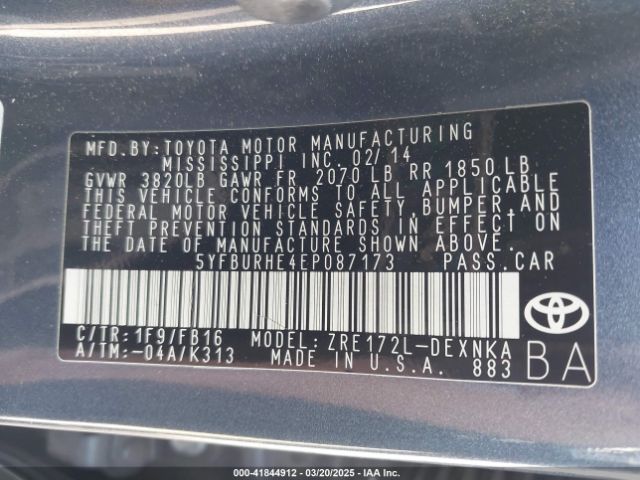 MFD.BY: TOYOTA MOTOR MANUFACTURING
MISSISSIPPI INC. 02/14
GVWR 3820LB GAWR FR 2070 LB RR 1850 LB
THIS VEHICLE CONFORMS TO ALL APPLICABLE
FEDERAL MOTOR VEHICLE SAFETY, BUMPER, AND
THEFT PREVENTION STANDARDS IN EFFECT ON
THE DATE OF MANUFACTURE SHOWN ABOVE.
5YFBURHE4EP087173 PASS.CAR
C/TR: 1F9/FB16 MODEL: ZRE172L-DEXNKA
A/TM: -04A/K313 MADE IN U.S.A. 883
TOYOTA
BA
000-41844912 - 03/20/2025 - IAA Inc.